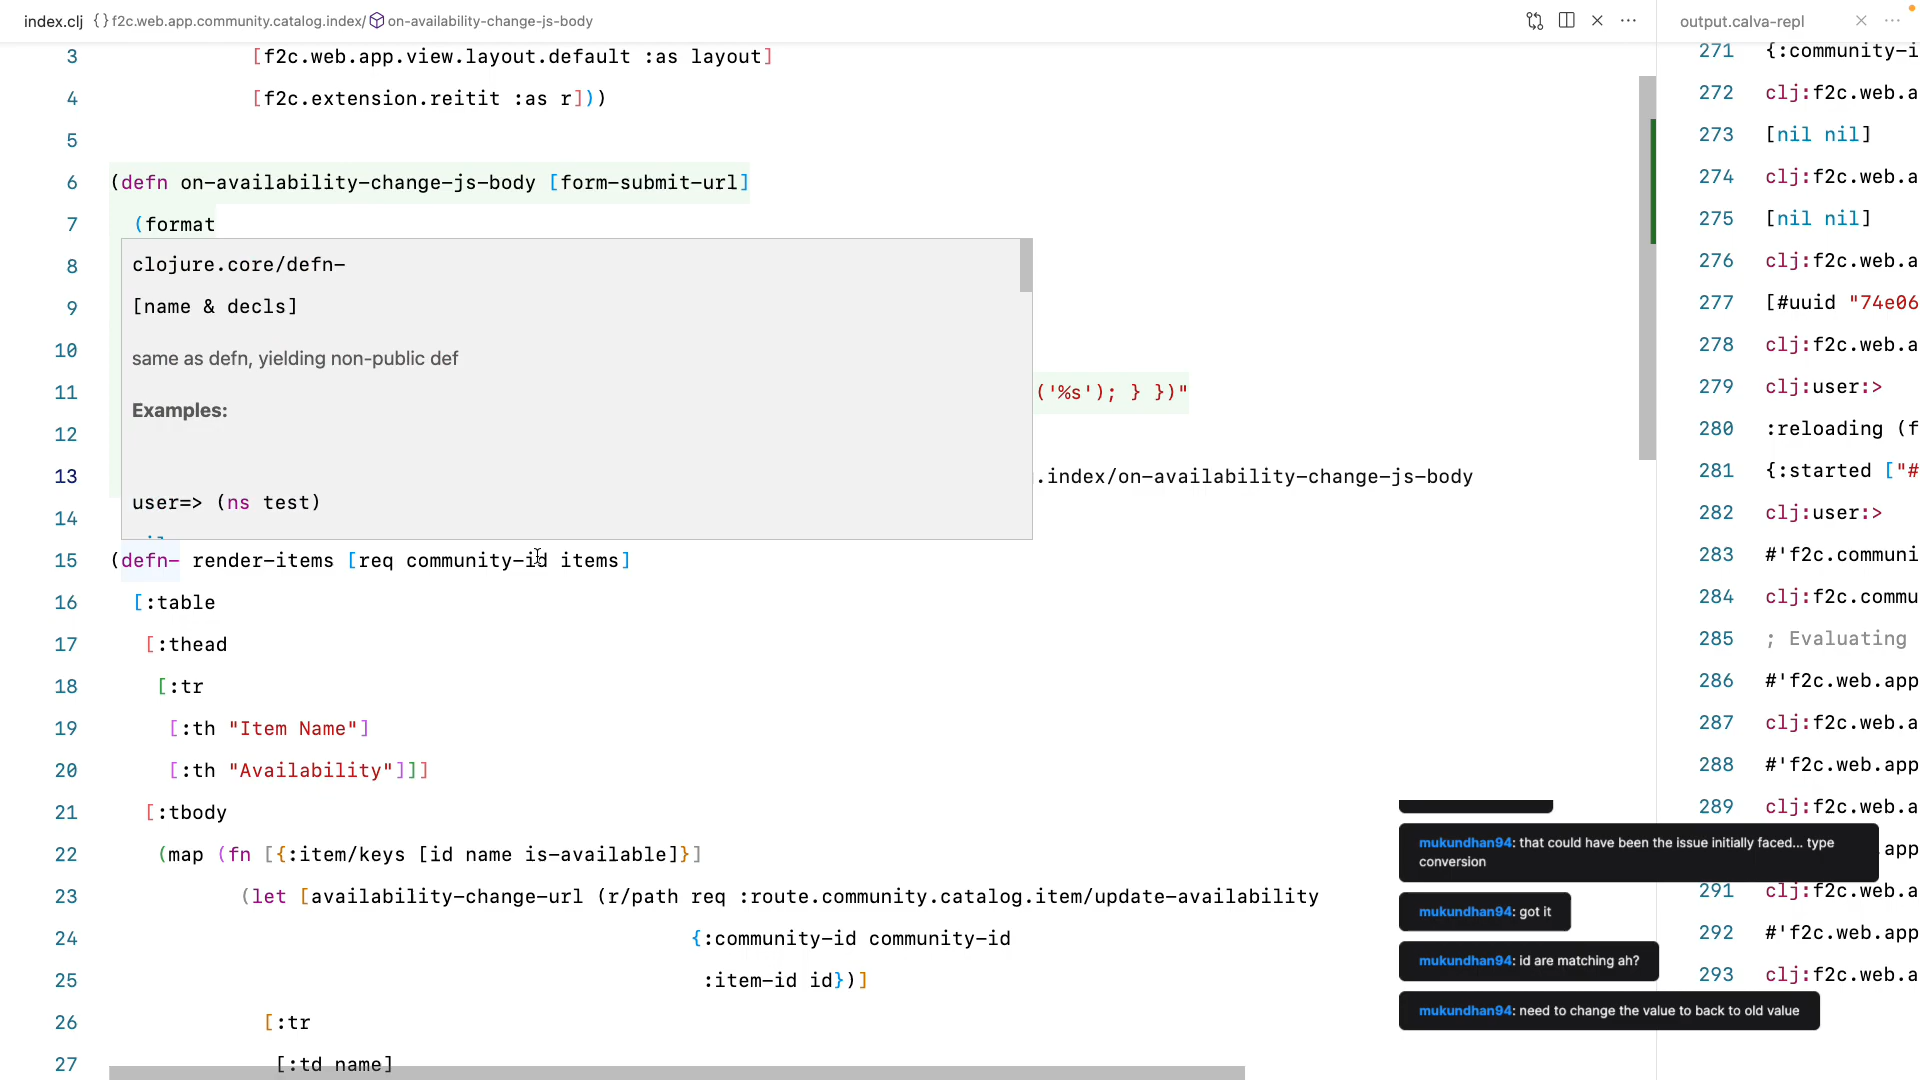 index.clj {} f2c.web.app.community.catalog.index/ on-availability-change-js-body
output.calva-repl
3 [f2c.web.app.view.layout.default :as layout]
4 [f2c.extension.reitit :as r]))
5
6 (defn on-availability-change-js-body [form-submit-url]
7 (format
8
9
10
11 ('%s'); } })"
12
13 .index/on-availability-change-js-body
14
clojure.core/defn-
[name & decls]
same as defn, yielding non-public def
Examples:
user=> (ns test)
15 (defn- render-items [req community-id items]
16 [:table
17 [:thead
18 [:tr
19 [:th "Item Name"]
20 [:th "Availability"]]]
21 [:tbody
22 (map (fn [{:item/keys [id name is-available]}]
23 (let [availability-change-url (r/path req :route.community.catalog.item/update-availability
24 {:community-id community-id
25 :item-id id})]
26 [:tr
27 [:td name]
271 {:community-i
272 clj:f2c.web.a
273 [nil nil]
274 clj:f2c.web.a
275 [nil nil]
276 clj:f2c.web.a
277 [#uuid "74e06
278 clj:f2c.web.a
279 clj:user:>
280 :reloading (f
281 {:started ["#
282 clj:user:>
283 #'f2c.communi
284 clj:f2c.commu
285 ; Evaluating
286 #'f2c.web.app
287 clj:f2c.web.a
288 #'f2c.web.app
289 clj:f2c.web.a
app
291 clj:f2c.web.a
292 #'f2c.web.app
293 clj:f2c.web.a
mukundhan94: that could have been the issue initially faced... type
conversion
mukundhan94: got it
mukundhan94: id are matching ah?
mukundhan94: need to change the value to back to old value